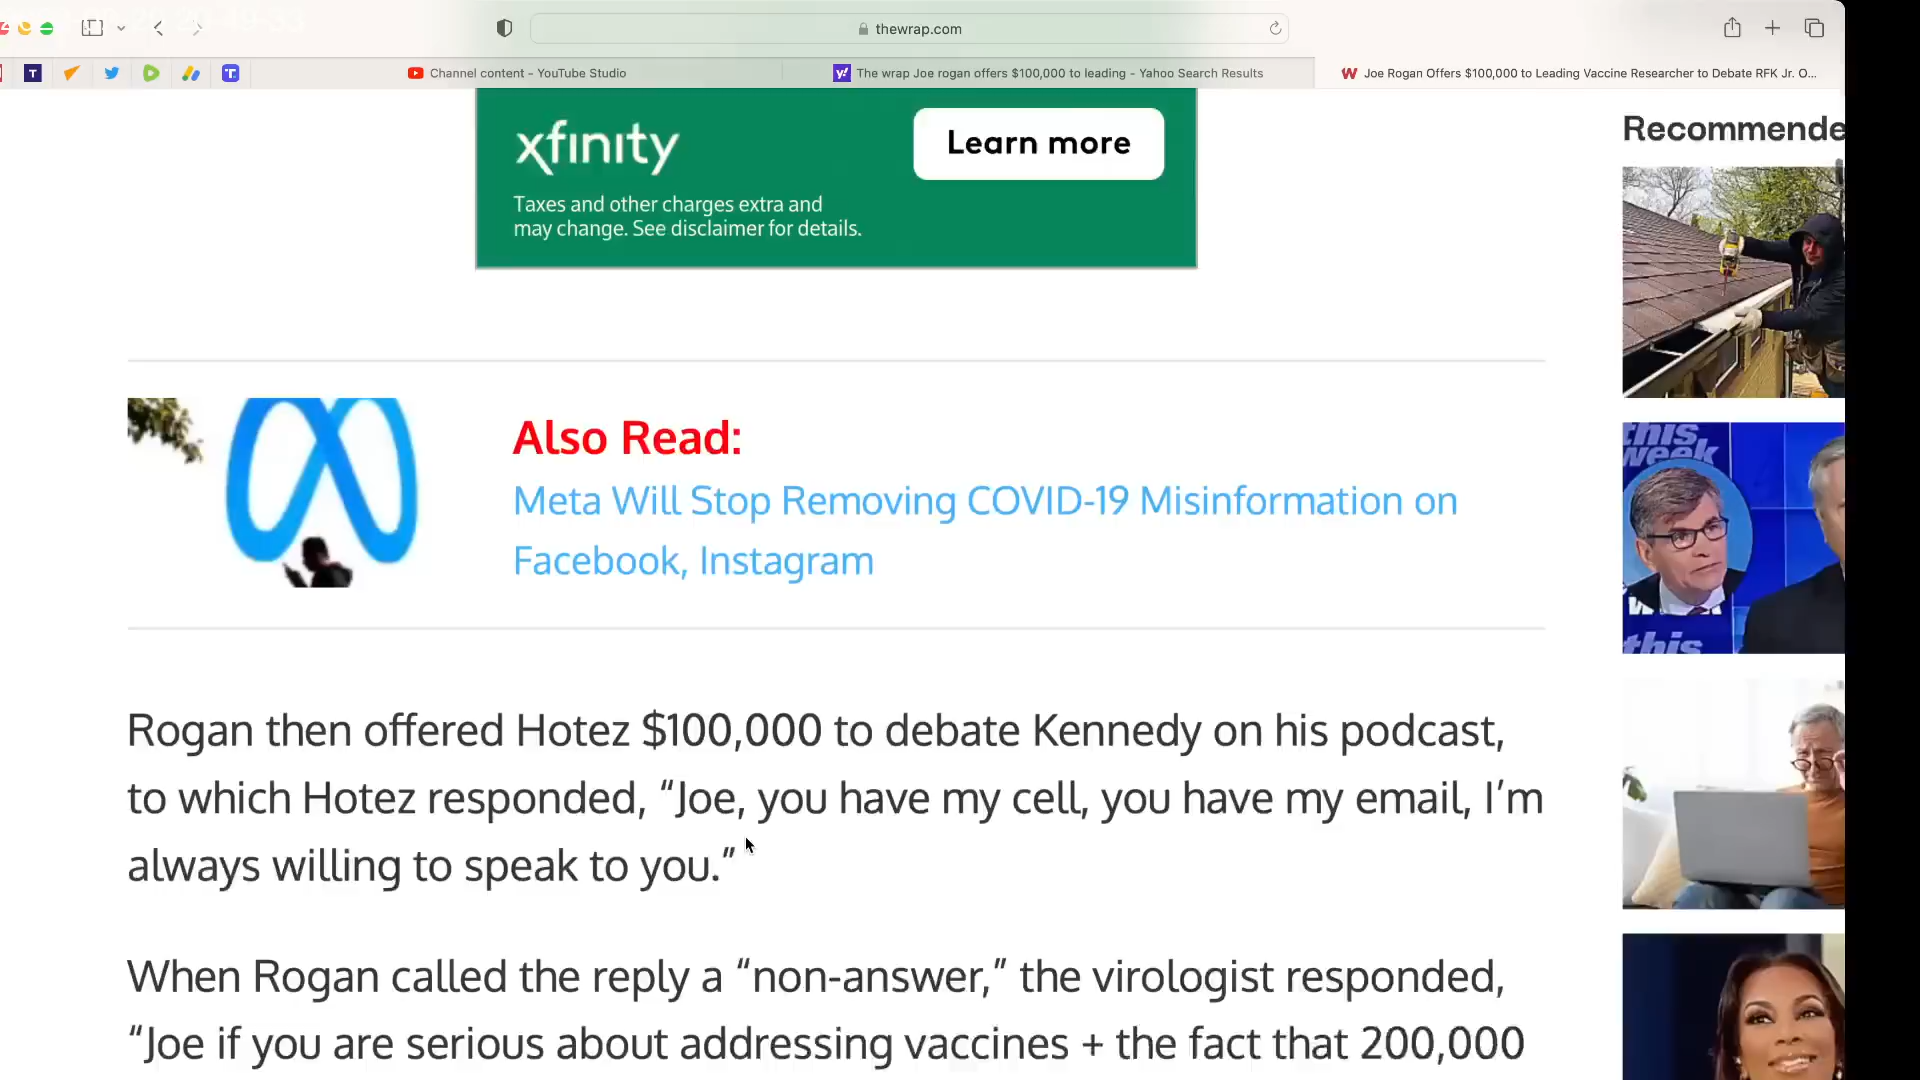 thewrap.com
T
T
Channel content - YouTube Studio
y!
The wrap Joe rogan offers $100,000 to leading - Yahoo Search Results
Joe Rogan Offers $100,000 to Leading Vaccine Researcher to Debate RFK Jr. O...
xfinity
Learn more
Taxes and other charges extra and
may change. See disclaimer for details.
Recommende
this
week
this
Also Read:
Meta Will Stop Removing COVID-19 Misinformation on
Facebook, Instagram
Rogan then offered Hotez $100,000 to debate Kennedy on his podcast,
to which Hotez responded, “Joe, you have my cell, you have my email, I’m
always willing to speak to you.”
When Rogan called the reply a “non-answer,” the virologist responded,
“Joe if you are serious about addressing vaccines + the fact that 200,000